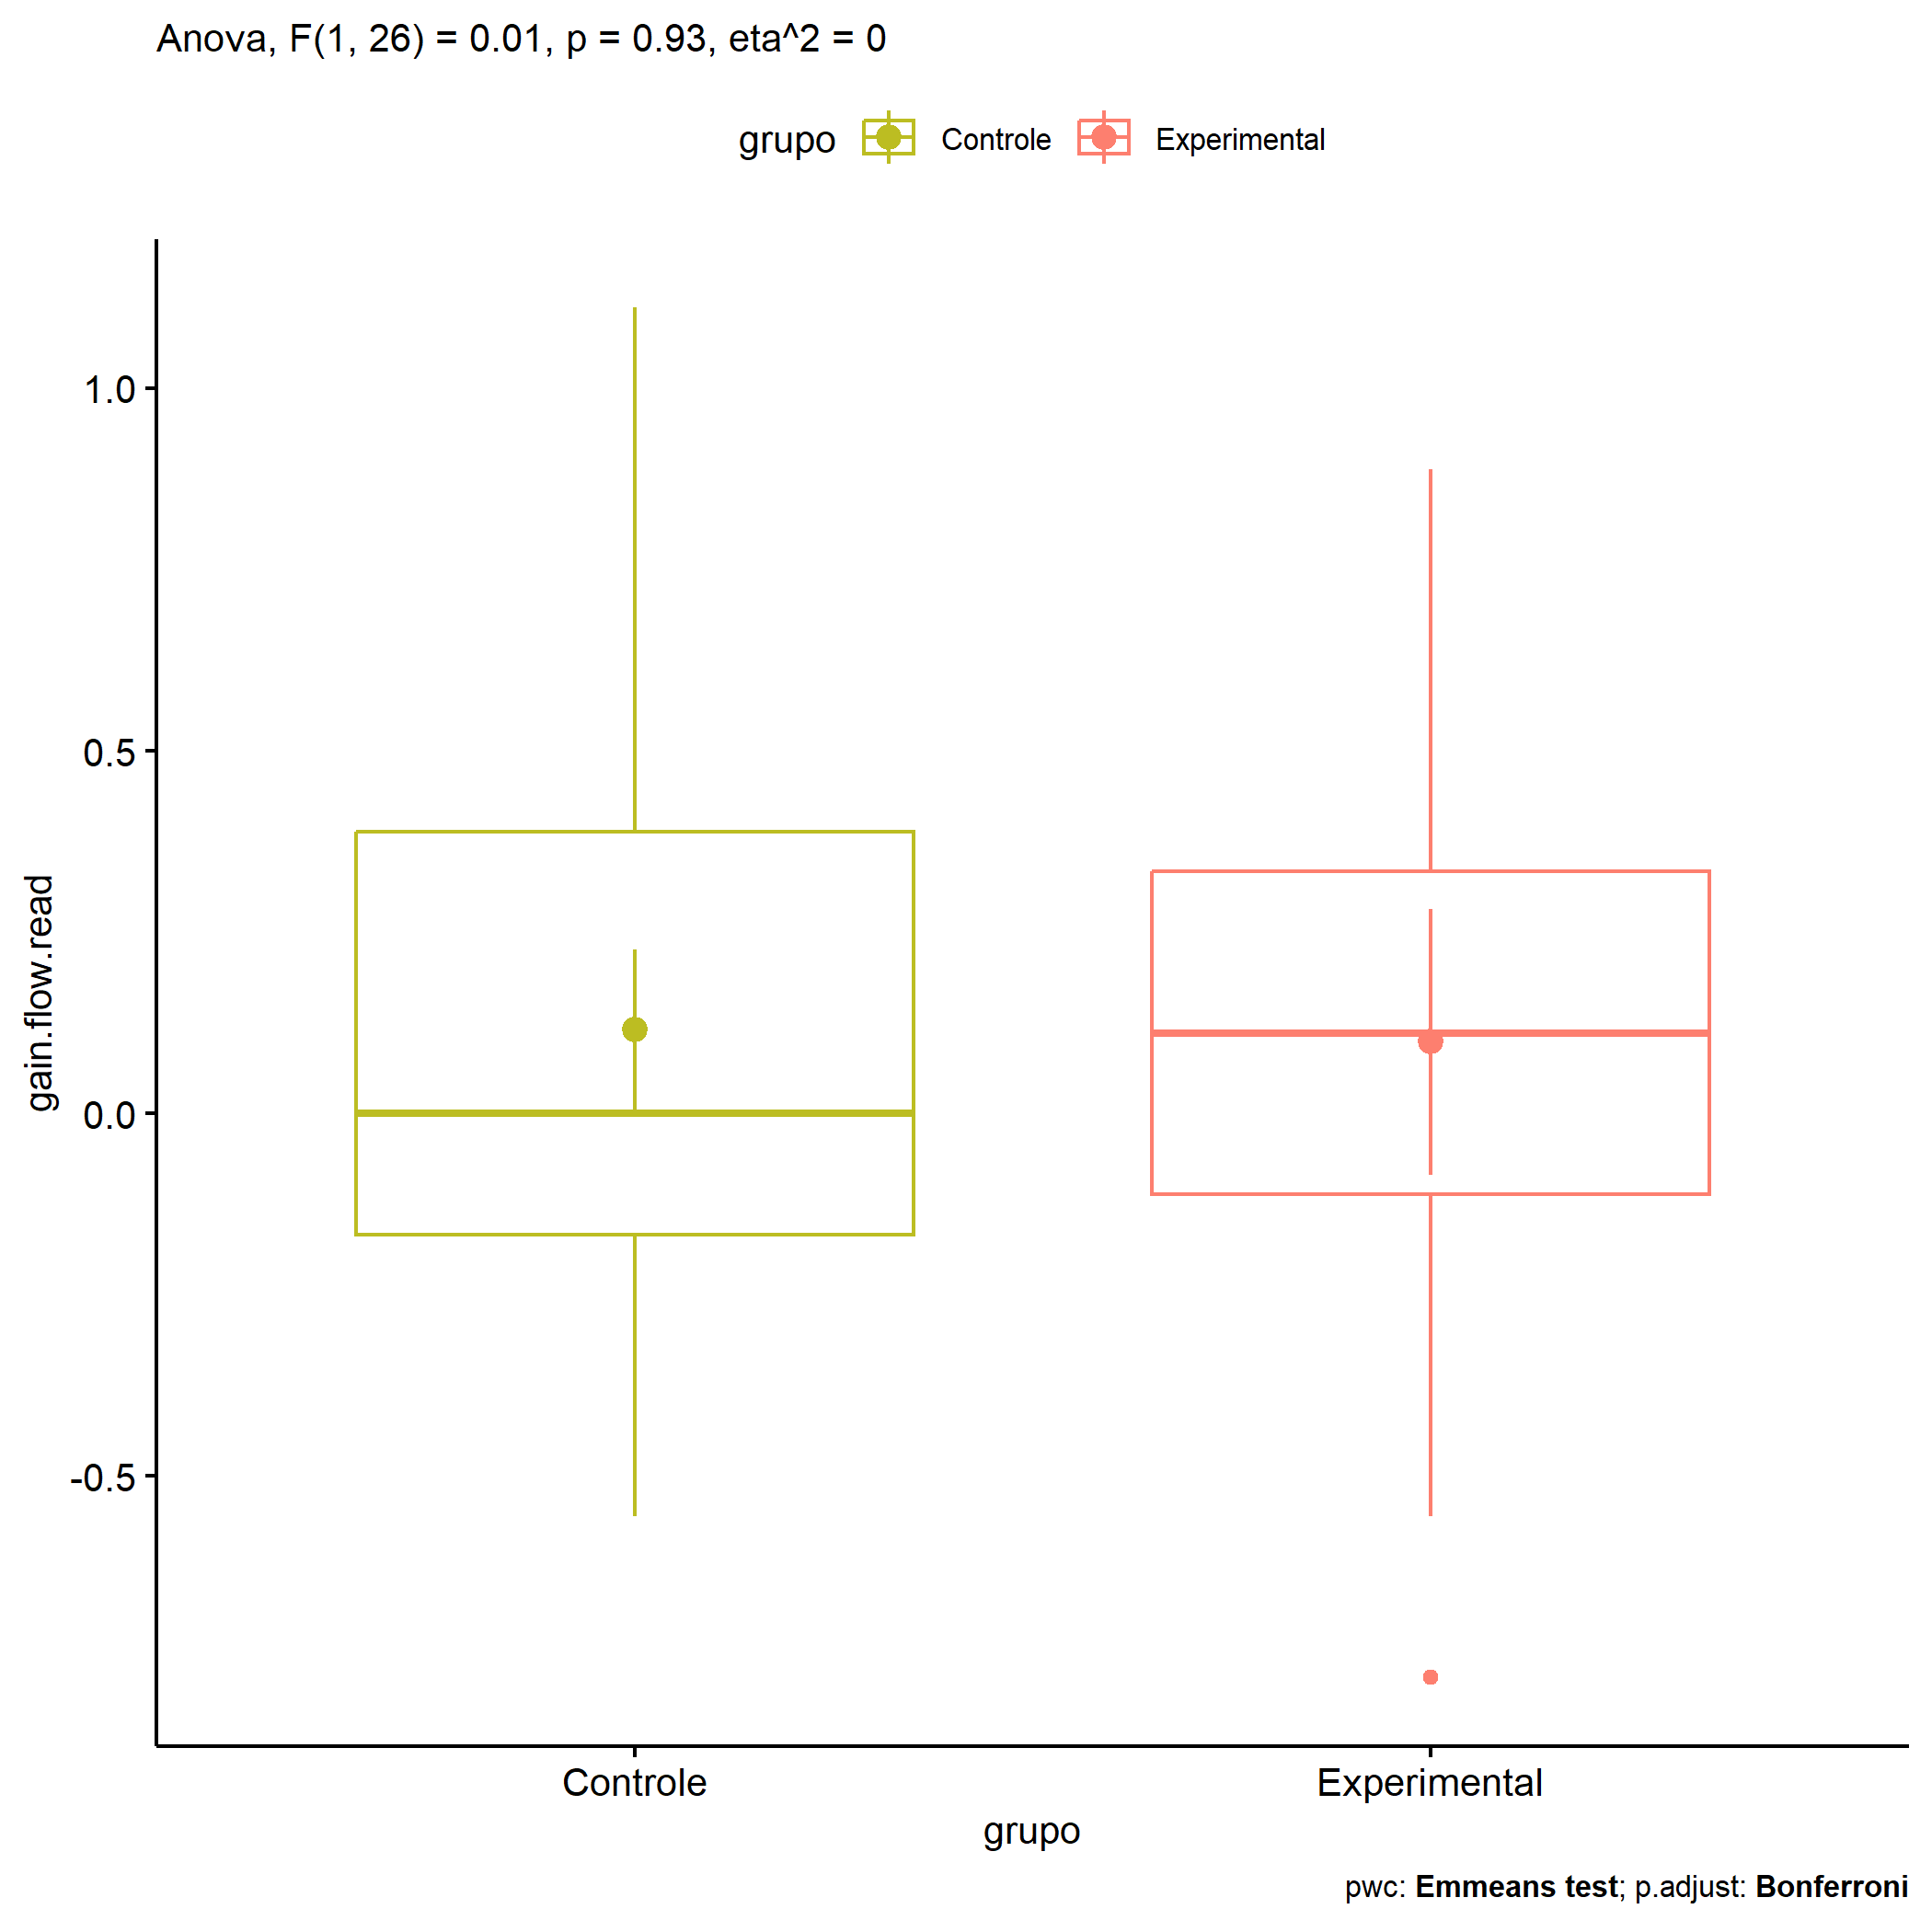 Anova, F(1, 26) = 0.01, p = 0.93, eta^2 = 0
grupo Controle Experimental
1.0
0.5
0.0
-0.5
gain.flow.read
Controle Experimental
grupo
pwc: Emmeans test; p.adjust: Bonferroni